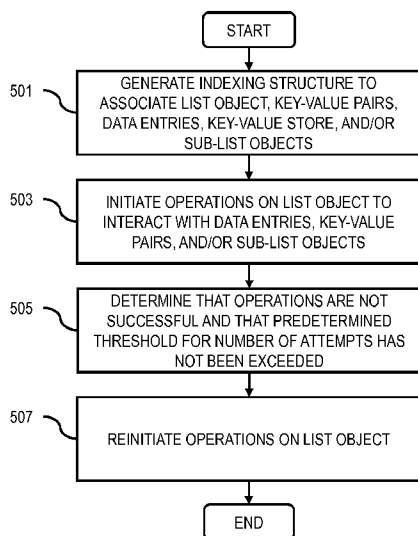 START
501
GENERATE INDEXING STRUCTURE TO
ASSOCIATE LIST OBJECT, KEY-VALUE PAIRS,
DATA ENTRIES, KEY-VALUE STORE, AND/OR
SUB-LIST OBJECTS
503
INITIATE OPERATIONS ON LIST OBJECT TO
INTERACT WITH DATA ENTRIES, KEY-VALUE
PAIRS, AND/OR SUB-LIST OBJECTS
505
DETERMINE THAT OPERATIONS ARE NOT
SUCCESSFUL AND THAT PREDETERMINED
THRESHOLD FOR NUMBER OF ATTEMPTS HAS
NOT BEEN EXCEEDED
507
REINITIATE OPERATIONS ON LIST OBJECT
END